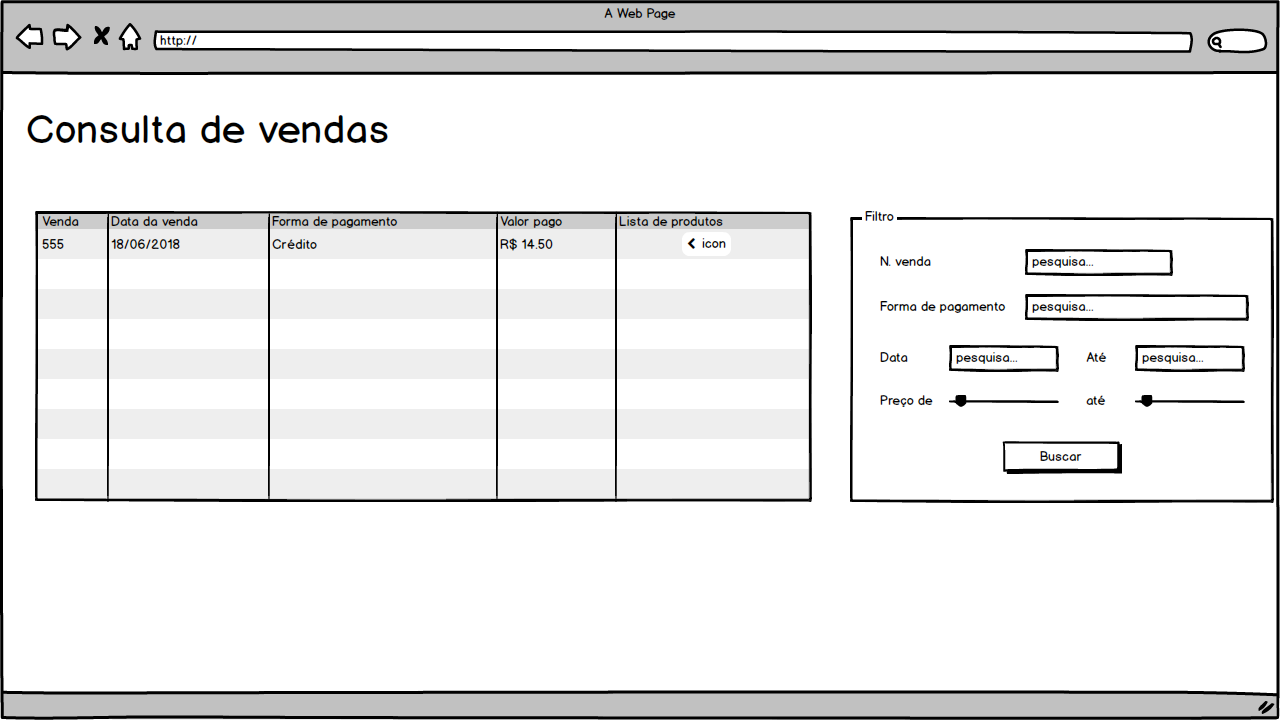 A Web Page
http://
Consulta de vendas
Venda Data da venda Forma de pagamento Valor pago Lista de produtos
555 18/06/2018 Crédito R$ 14.50 icon
Filtro
N. venda pesquisa...
Forma de pagamento pesquisa...
Data pesquisa... Até pesquisa...
Preço de até
Buscar